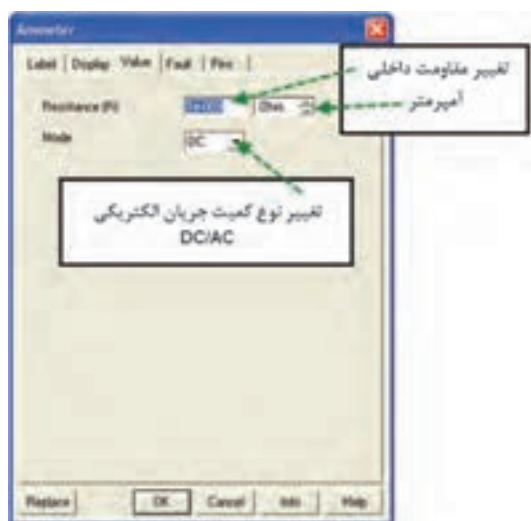 Ammeter
Label Display Value Fault Pins
تغییر مقاومت داخلی
آمپرمتر
Resistance (R)
Ohm
Mode
DC
تغییر نوع کمیت جریان الکتریکی
DC/AC
Replace OK Cancel Info Help